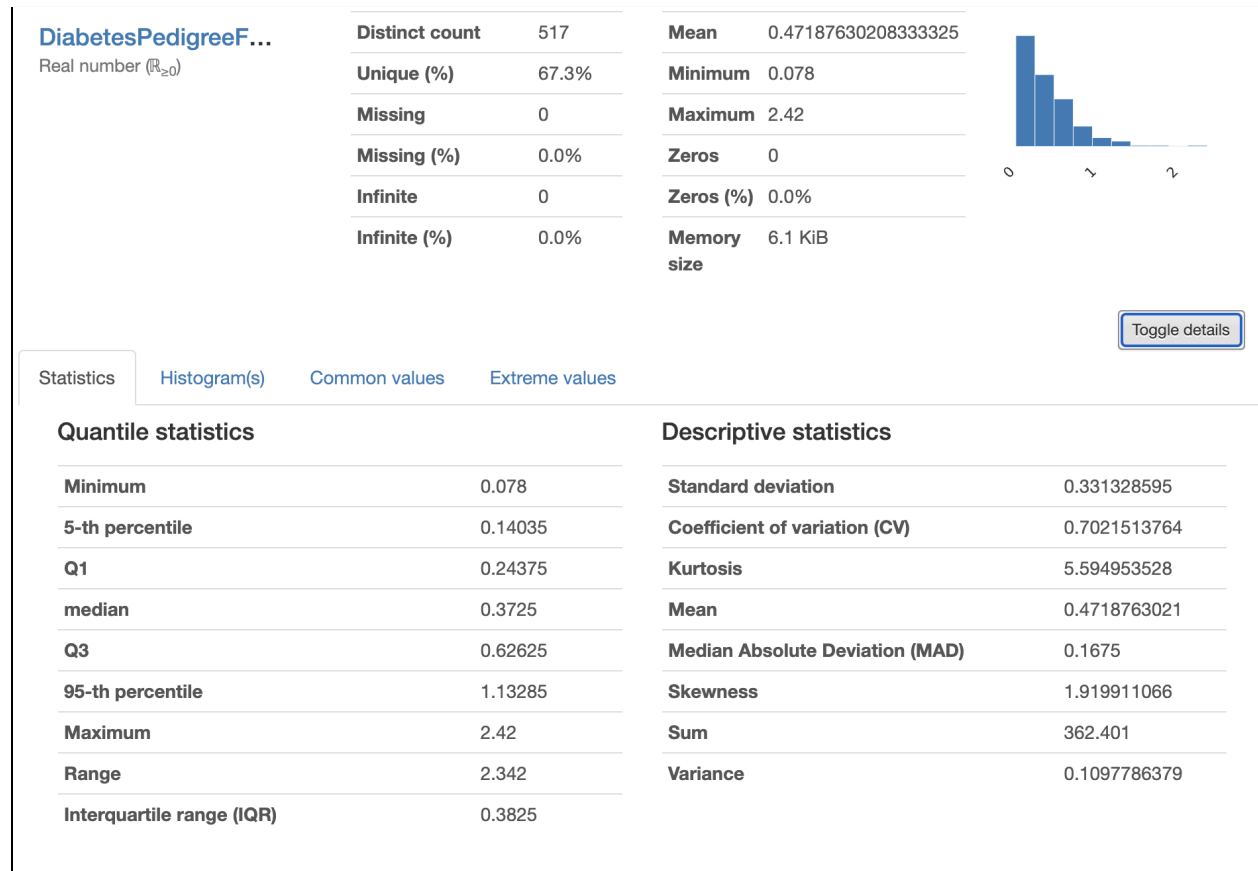 DiabetesPedigreeF...
Real number (ℝ≥0)
Distinct count 517
Unique (%) 67.3%
Missing 0
Missing (%) 0.0%
Infinite 0
Infinite (%) 0.0%
Mean 0.47187630208333325
Minimum 0.078
Maximum 2.42
Zeros 0
Zeros (%) 0.0%
Memory 6.1 KiB
size
0 1 2
Toggle details
Statistics Histogram(s) Common values Extreme values
Quantile statistics
Minimum 0.078
5-th percentile 0.14035
Q1 0.24375
median 0.3725
Q3 0.62625
95-th percentile 1.13285
Maximum 2.42
Range 2.342
Interquartile range (IQR) 0.3825
Descriptive statistics
Standard deviation 0.331328595
Coefficient of variation (CV) 0.7021513764
Kurtosis 5.594953528
Mean 0.4718763021
Median Absolute Deviation (MAD) 0.1675
Skewness 1.919911066
Sum 362.401
Variance 0.1097786379